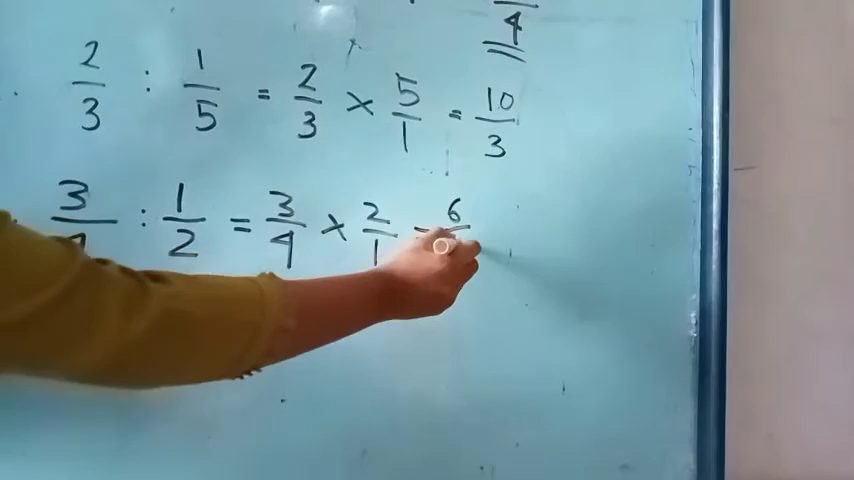 4
2/3 : 1/5 = 2/3 × 5/1 = 10/3
3/4 : 1/2 = 3/4 × 2/1 = 6